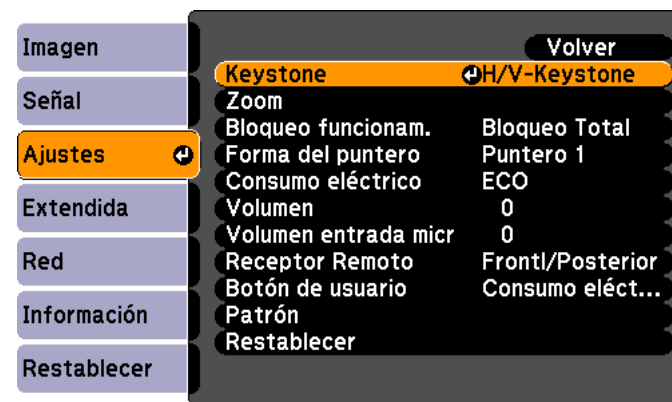 Imagen
Señal
Ajustes
Extendida
Red
Información
Restablecer
Volver
Keystone H/V-Keystone
Zoom
Bloqueo funcionam. Bloqueo Total
Forma del puntero Puntero 1
Consumo eléctrico ECO
Volumen 0
Volumen entrada micr 0
Receptor Remoto Frontl/Posterior
Botón de usuario Consumo eléct...
Patrón
Restablecer